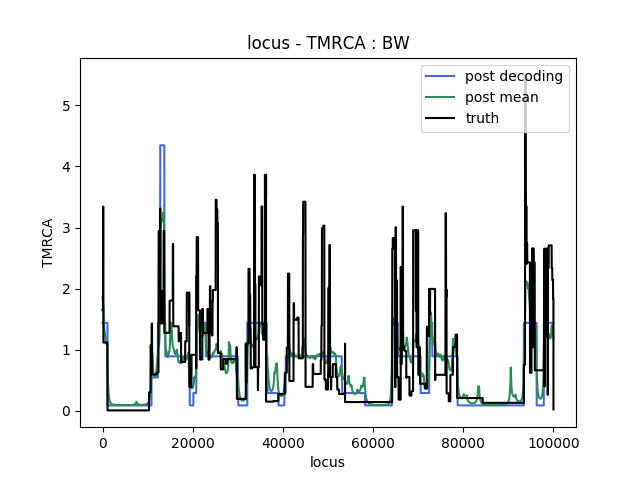 locus - TMRCA : BW
post decoding
post mean
truth
TMRCA
5
4
3
2
1
0
0 20000 40000 60000 80000 100000
locus